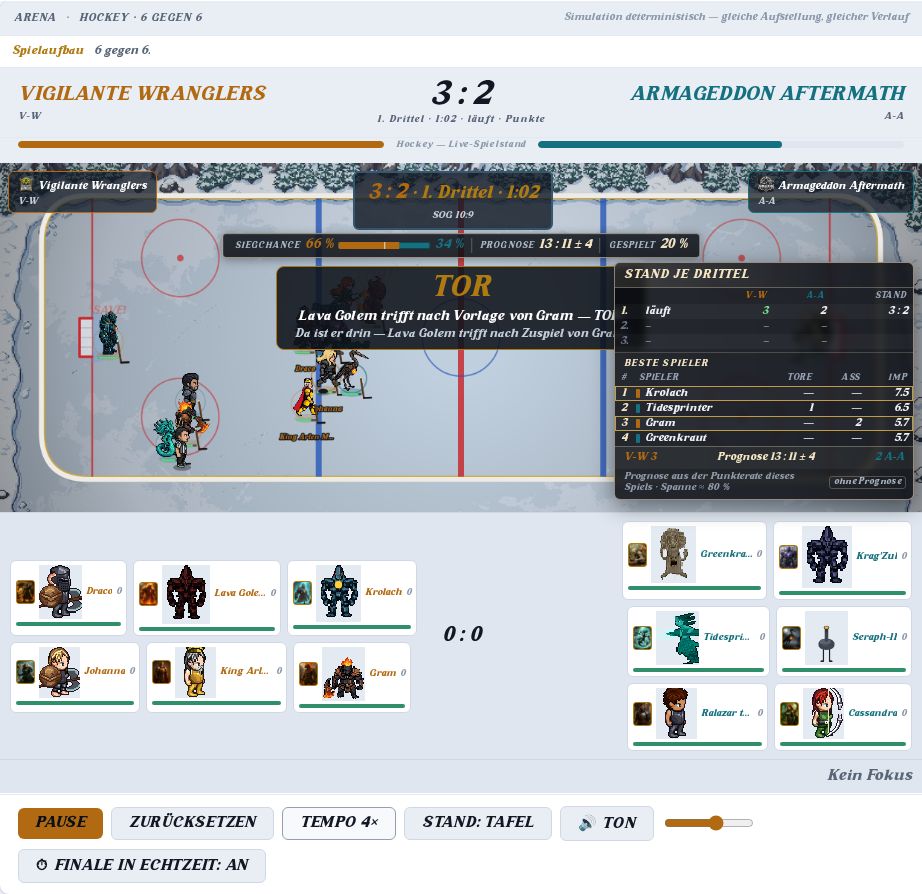 ARENA · HOCKEY · 6 GEGEN 6
Simulation deterministisch — gleiche Aufstellung, gleicher Verlauf
Spielaufbau 6 gegen 6.
VIGILANTE WRANGLERS
V-W
3 : 2
1. Drittel · 1:02 · läuft · Punkte
ARMAGEDDON AFTERMATH
A-A
Hockey — Live-Spielstand
Vigilante Wranglers
V-W
3 : 2 · 1. Drittel · 1:02
SOG 10:9
Armageddon Aftermath
A-A
SIEGCHANCE 66 % 34 % PROGNOSE 13 : 11 ± 4 GESPIELT 20 %
TOR
Lava Golem trifft nach Vorlage von Gram — TO
Da ist er drin — Lava Golem trifft nach Zuspiel von Gra
STAND JE DRITTEL
V-W A-A STAND
1. läuft 3 2 3 : 2
2. – – –
3. – – –
BESTE SPIELER
# SPIELER TORE ASS IMP
1 Krolach — — 7.5
2 Tidesprinter 1 — 6.5
3 Gram — 2 5.7
4 Greenkraut — — 5.7
V-W 3 Prognose 13 : 11 ± 4 2 A-A
Prognose aus der Punkterate dieses
Spiels · Spanne ≈ 80 %
ohne Prognose
SAVE!
Draco
Johanna
King Arlen M...
Draco 0
Lava Gole... 0
Krolach 0
Johanna 0
King Arl... 0
Gram 0
0 : 0
Greenkra... 0
Krag'Zul 0
Tidespri... 0
Seraph-II 0
Ralazar t... 0
Cassandra 0
Kein Fokus
PAUSE
ZURÜCKSETZEN
TEMPO 4×
STAND: TAFEL
TON
FINALE IN ECHTZEIT: AN